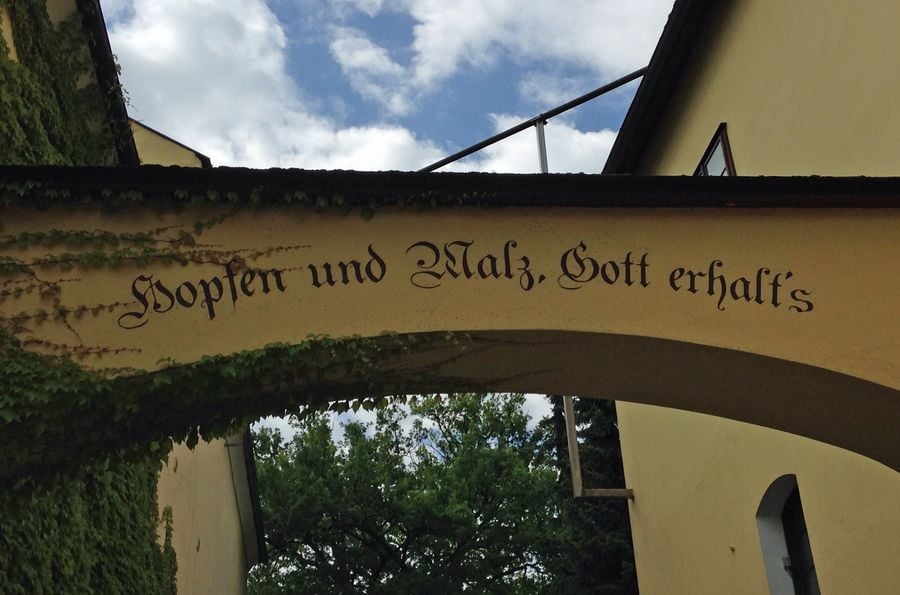 Hopfen und Malz, Gott erhalt's